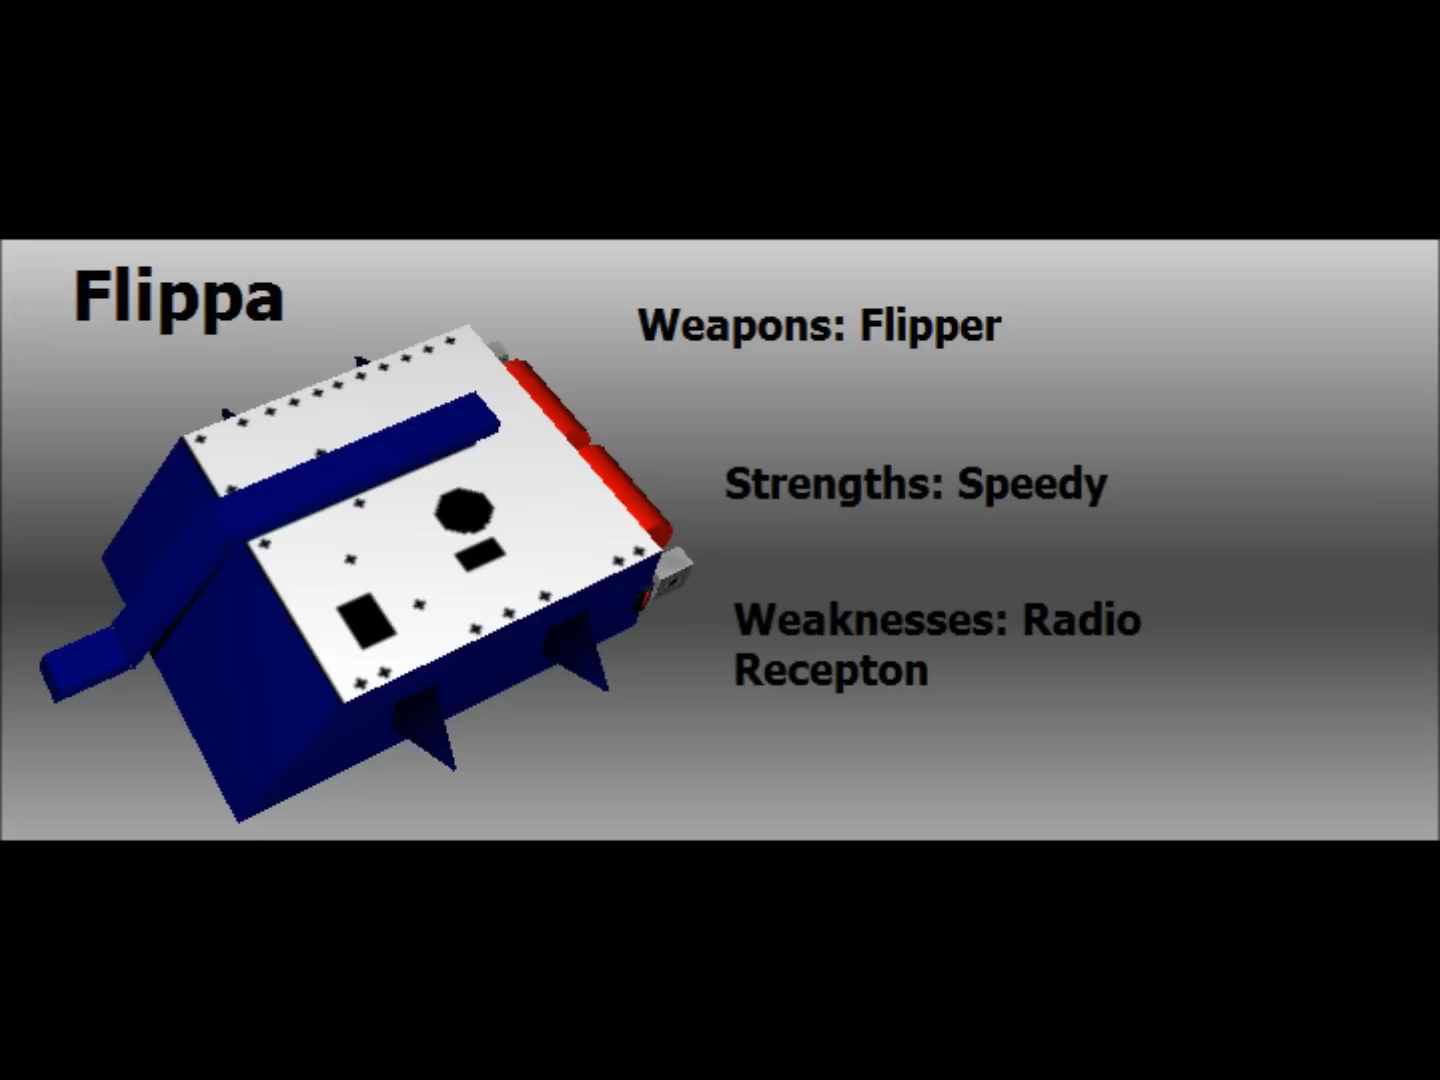 Flippa
Weapons: Flipper
Strengths: Speedy
Weaknesses: Radio
Recepton